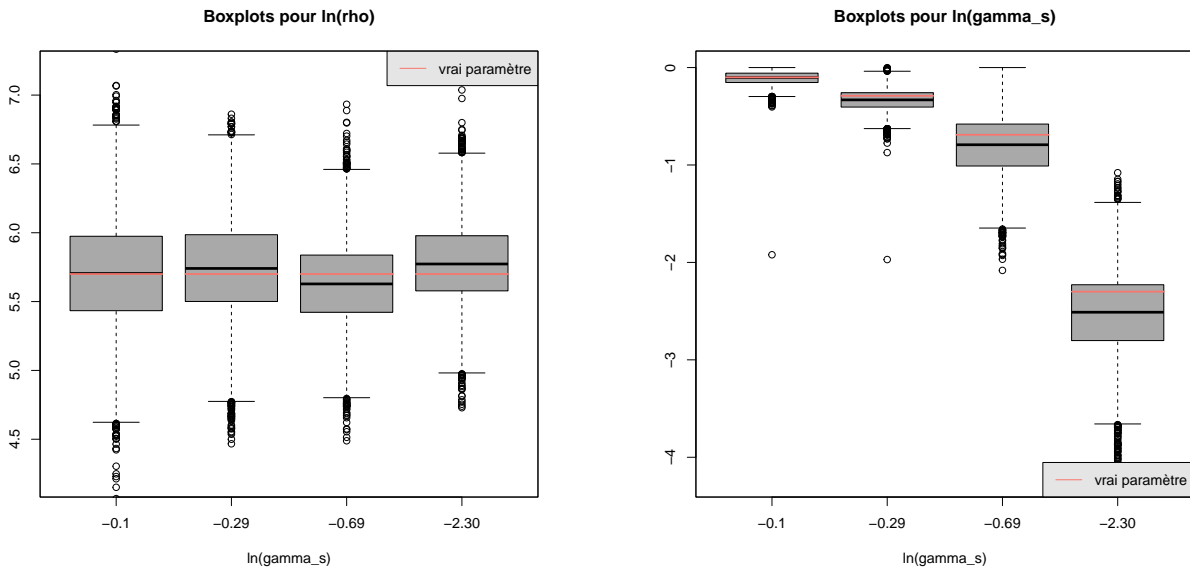 Boxplots pour ln(rho)
vrai paramètre
7.0
6.5
6.0
5.5
5.0
4.5
−0.1 −0.29 −0.69 −2.30
ln(gamma_s)
Boxplots pour ln(gamma_s)
0
−1
−2
−3
−4
vrai paramètre
−0.1 −0.29 −0.69 −2.30
ln(gamma_s)